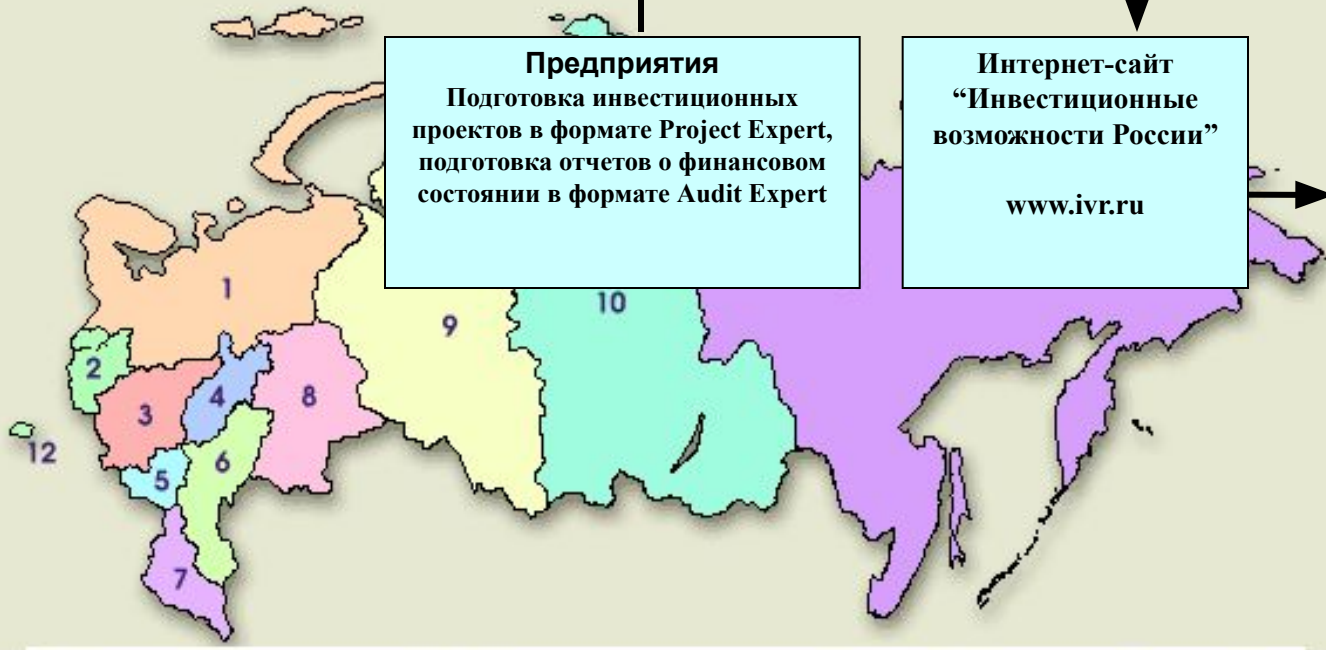 Предприятия
Подготовка инвестиционных
проектов в формате Project Expert,
подготовка отчетов о финансовом
состоянии в формате Audit Expert
Интернет-сайт
“Инвестиционные
возможности России”
www.ivr.ru
1
2
3
4
5
6
7
8
9
10
12